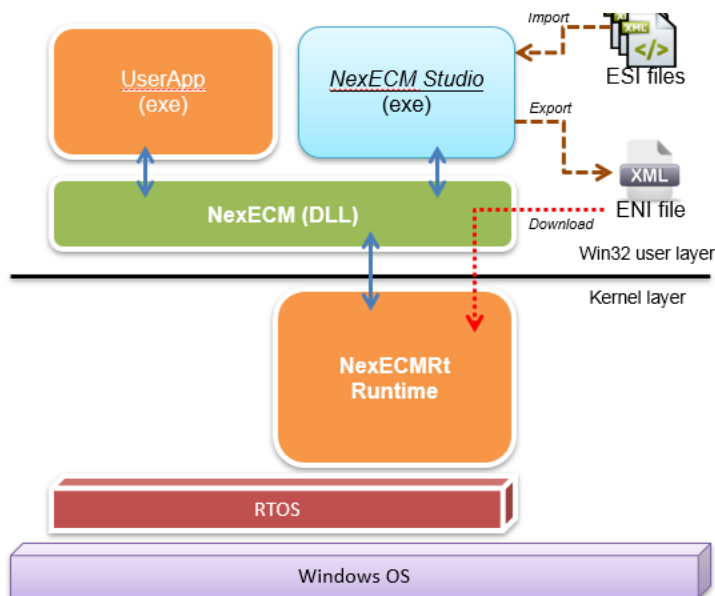 Import
XML
</>
ESI files
UserApp
(exe)
NexECM Studio
(exe)
Export
XML
ENI file
NexECM (DLL)
Download
Win32 user layer
Kernel layer
NexECMRt
Runtime
RTOS
Windows OS